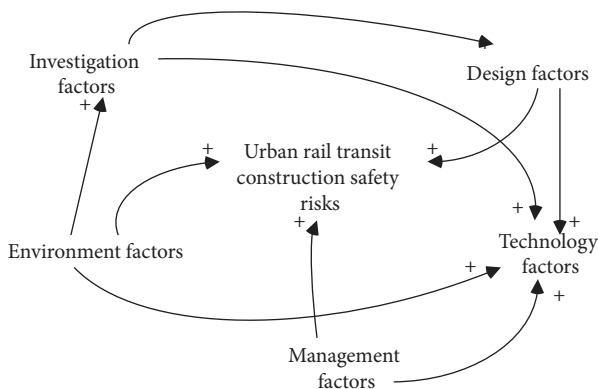 Investigation
factors
+
Design factors
+
+
Urban rail transit
construction safety
risks
+
+
+
+
Environment factors
Technology
factors
+
+
Management
factors